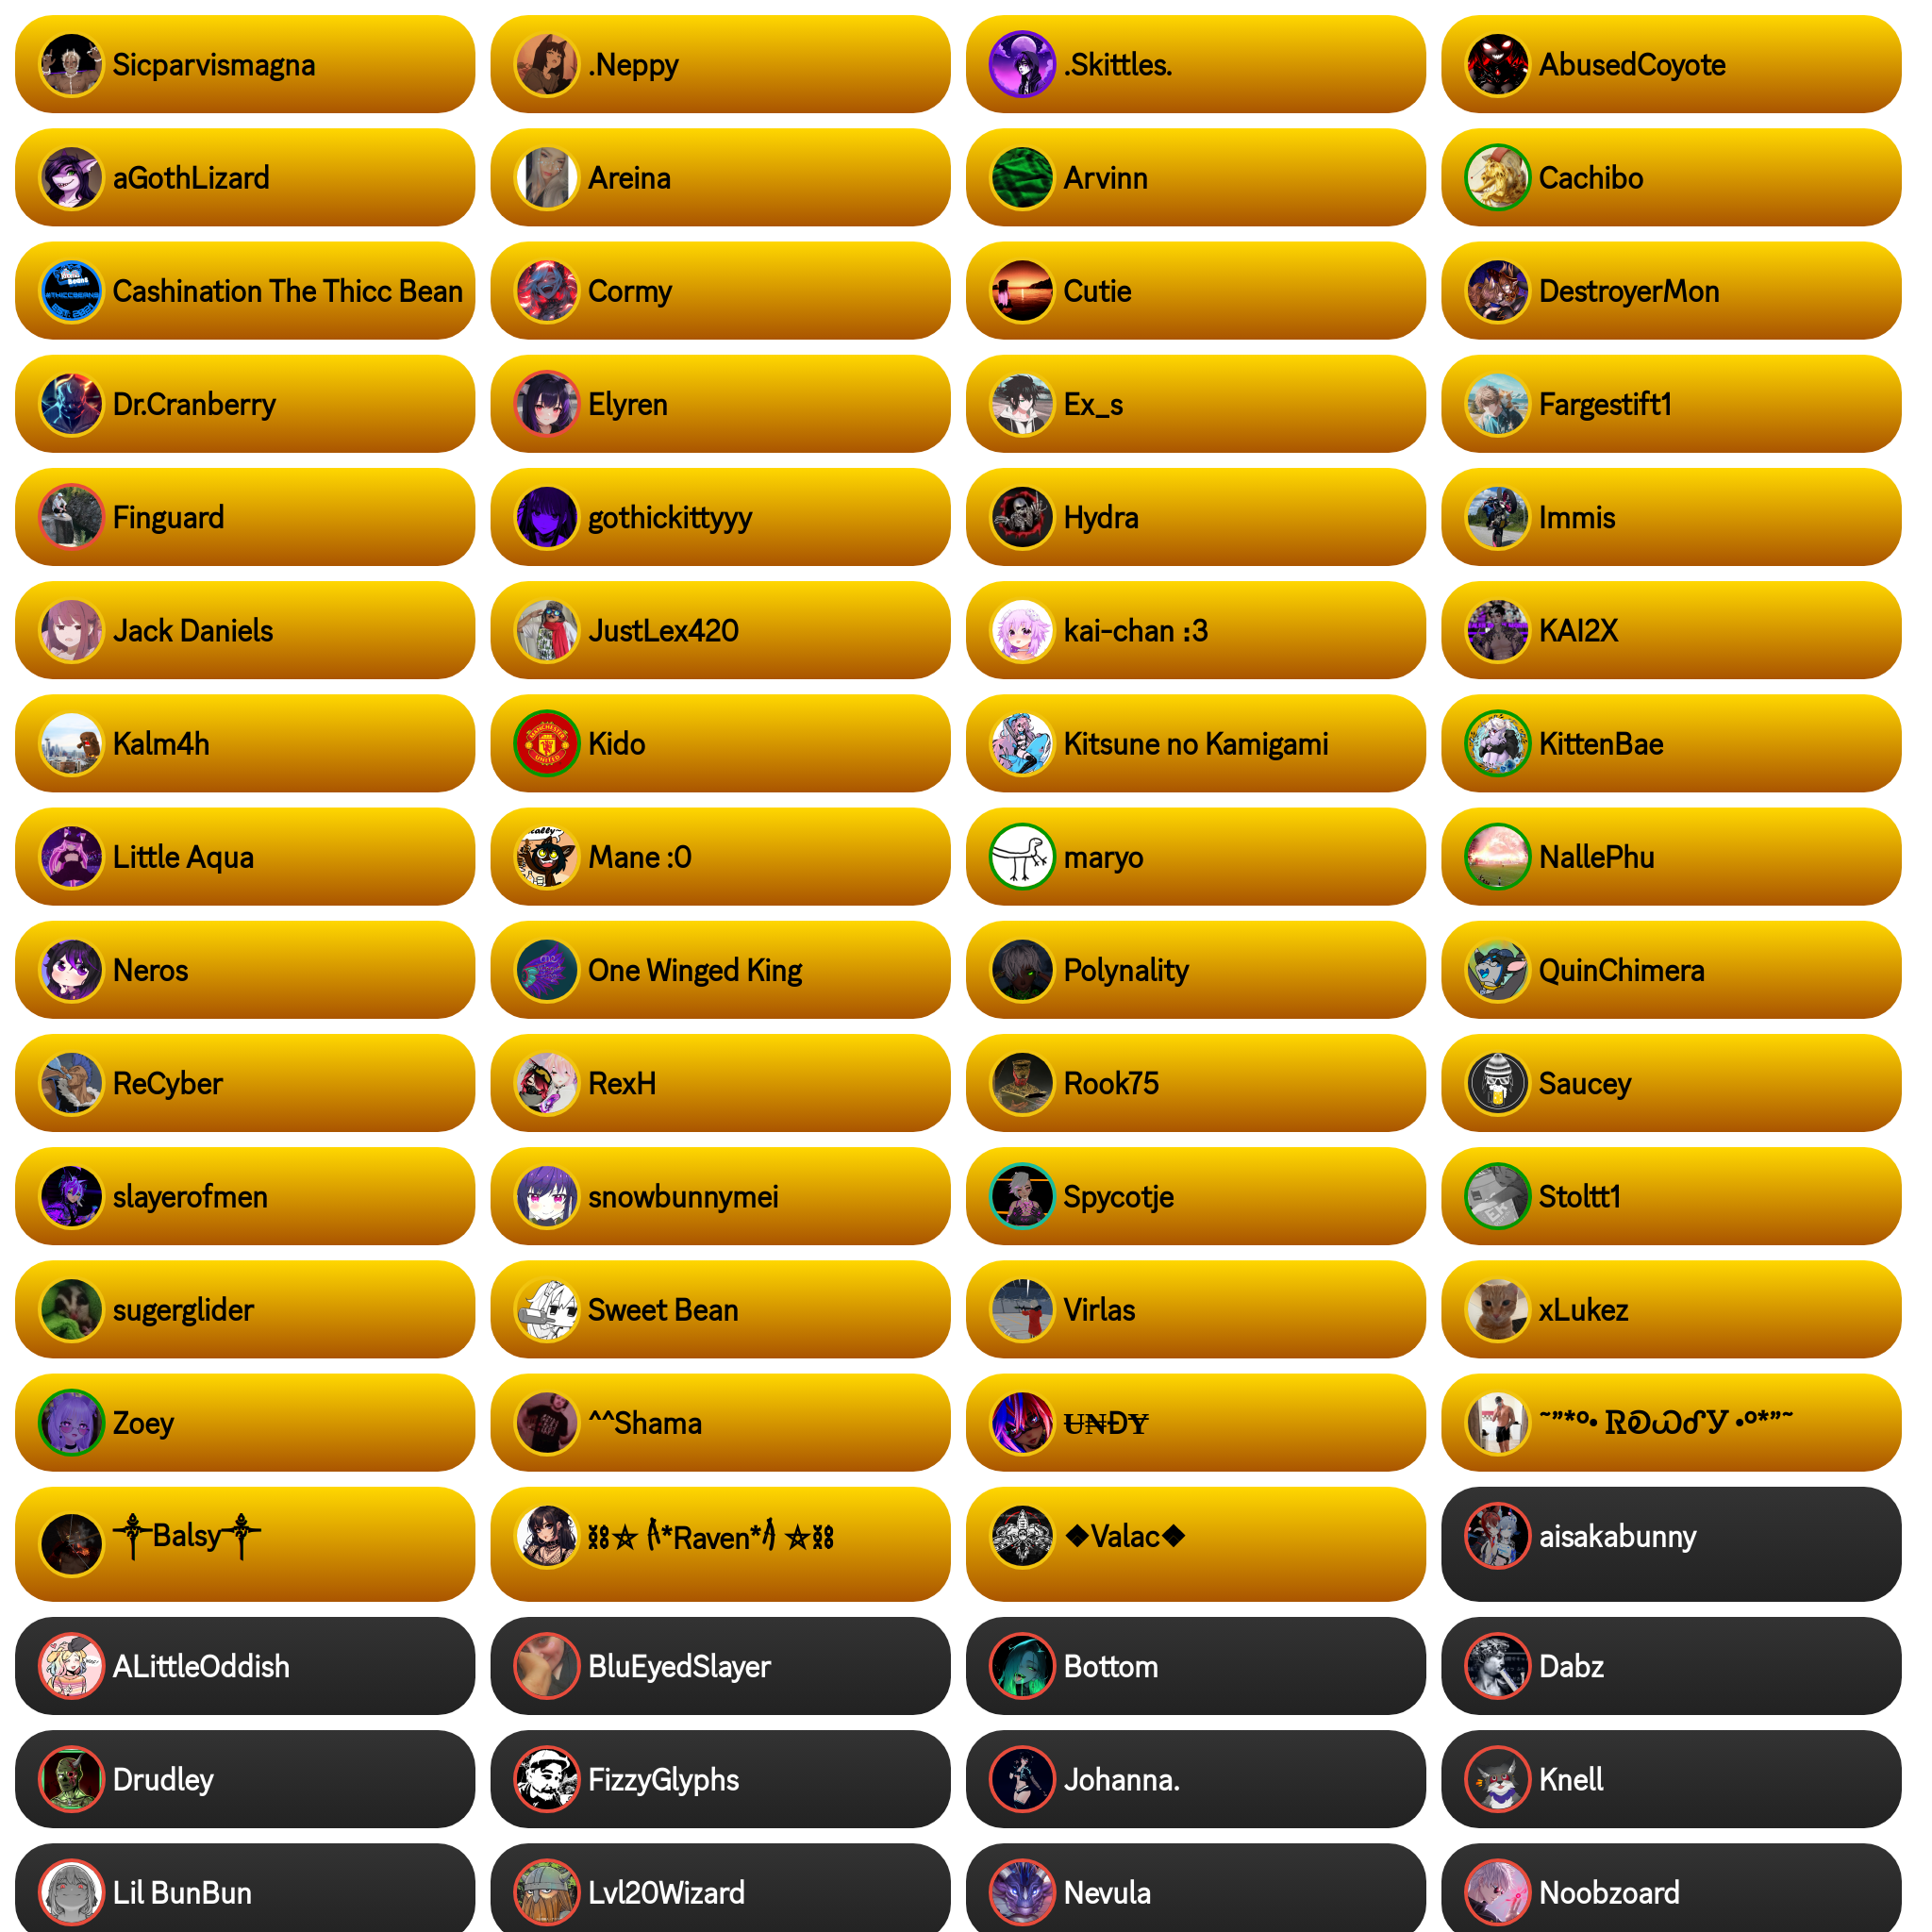 Sicparvismagna
.Neppy
.Skittles.
AbusedCoyote
aGothLizard
Areina
Arvinn
Cachibo
Cashination The Thicc Bean
Cormy
Cutie
DestroyerMon
Dr.Cranberry
Elyren
Ex_s
Fargestift1
Finguard
gothickittyyy
Hydra
Immis
Jack Daniels
JustLex420
kai-chan :3
KAI2X
Kalm4h
MANCHESTER UNITED
Kido
Kitsune no Kamigami
KittenBae
Little Aqua
Mane :0
maryo
NallePhu
Neros
One Winged King
Polynality
QuinChimera
ReCyber
RexH
Rook75
Saucey
slayerofmen
snowbunnymei
Spycotje
Stoltt1
sugerglider
Sweet Bean
Virlas
xLukez
Zoey
^^Shama
Balsy
*Raven*
◆Valac◆
aisakabunny
ALittleOddish
BluEyedSlayer
Bottom
Dabz
Drudley
FizzyGlyphs
Johanna.
Knell
Lil BunBun
Lvl20Wizard
Nevula
Noobzoard